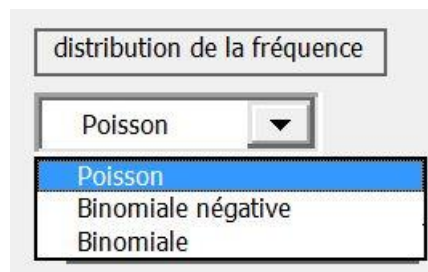 distribution de la fréquence
Poisson
Poisson
Binomiale négative
Binomiale